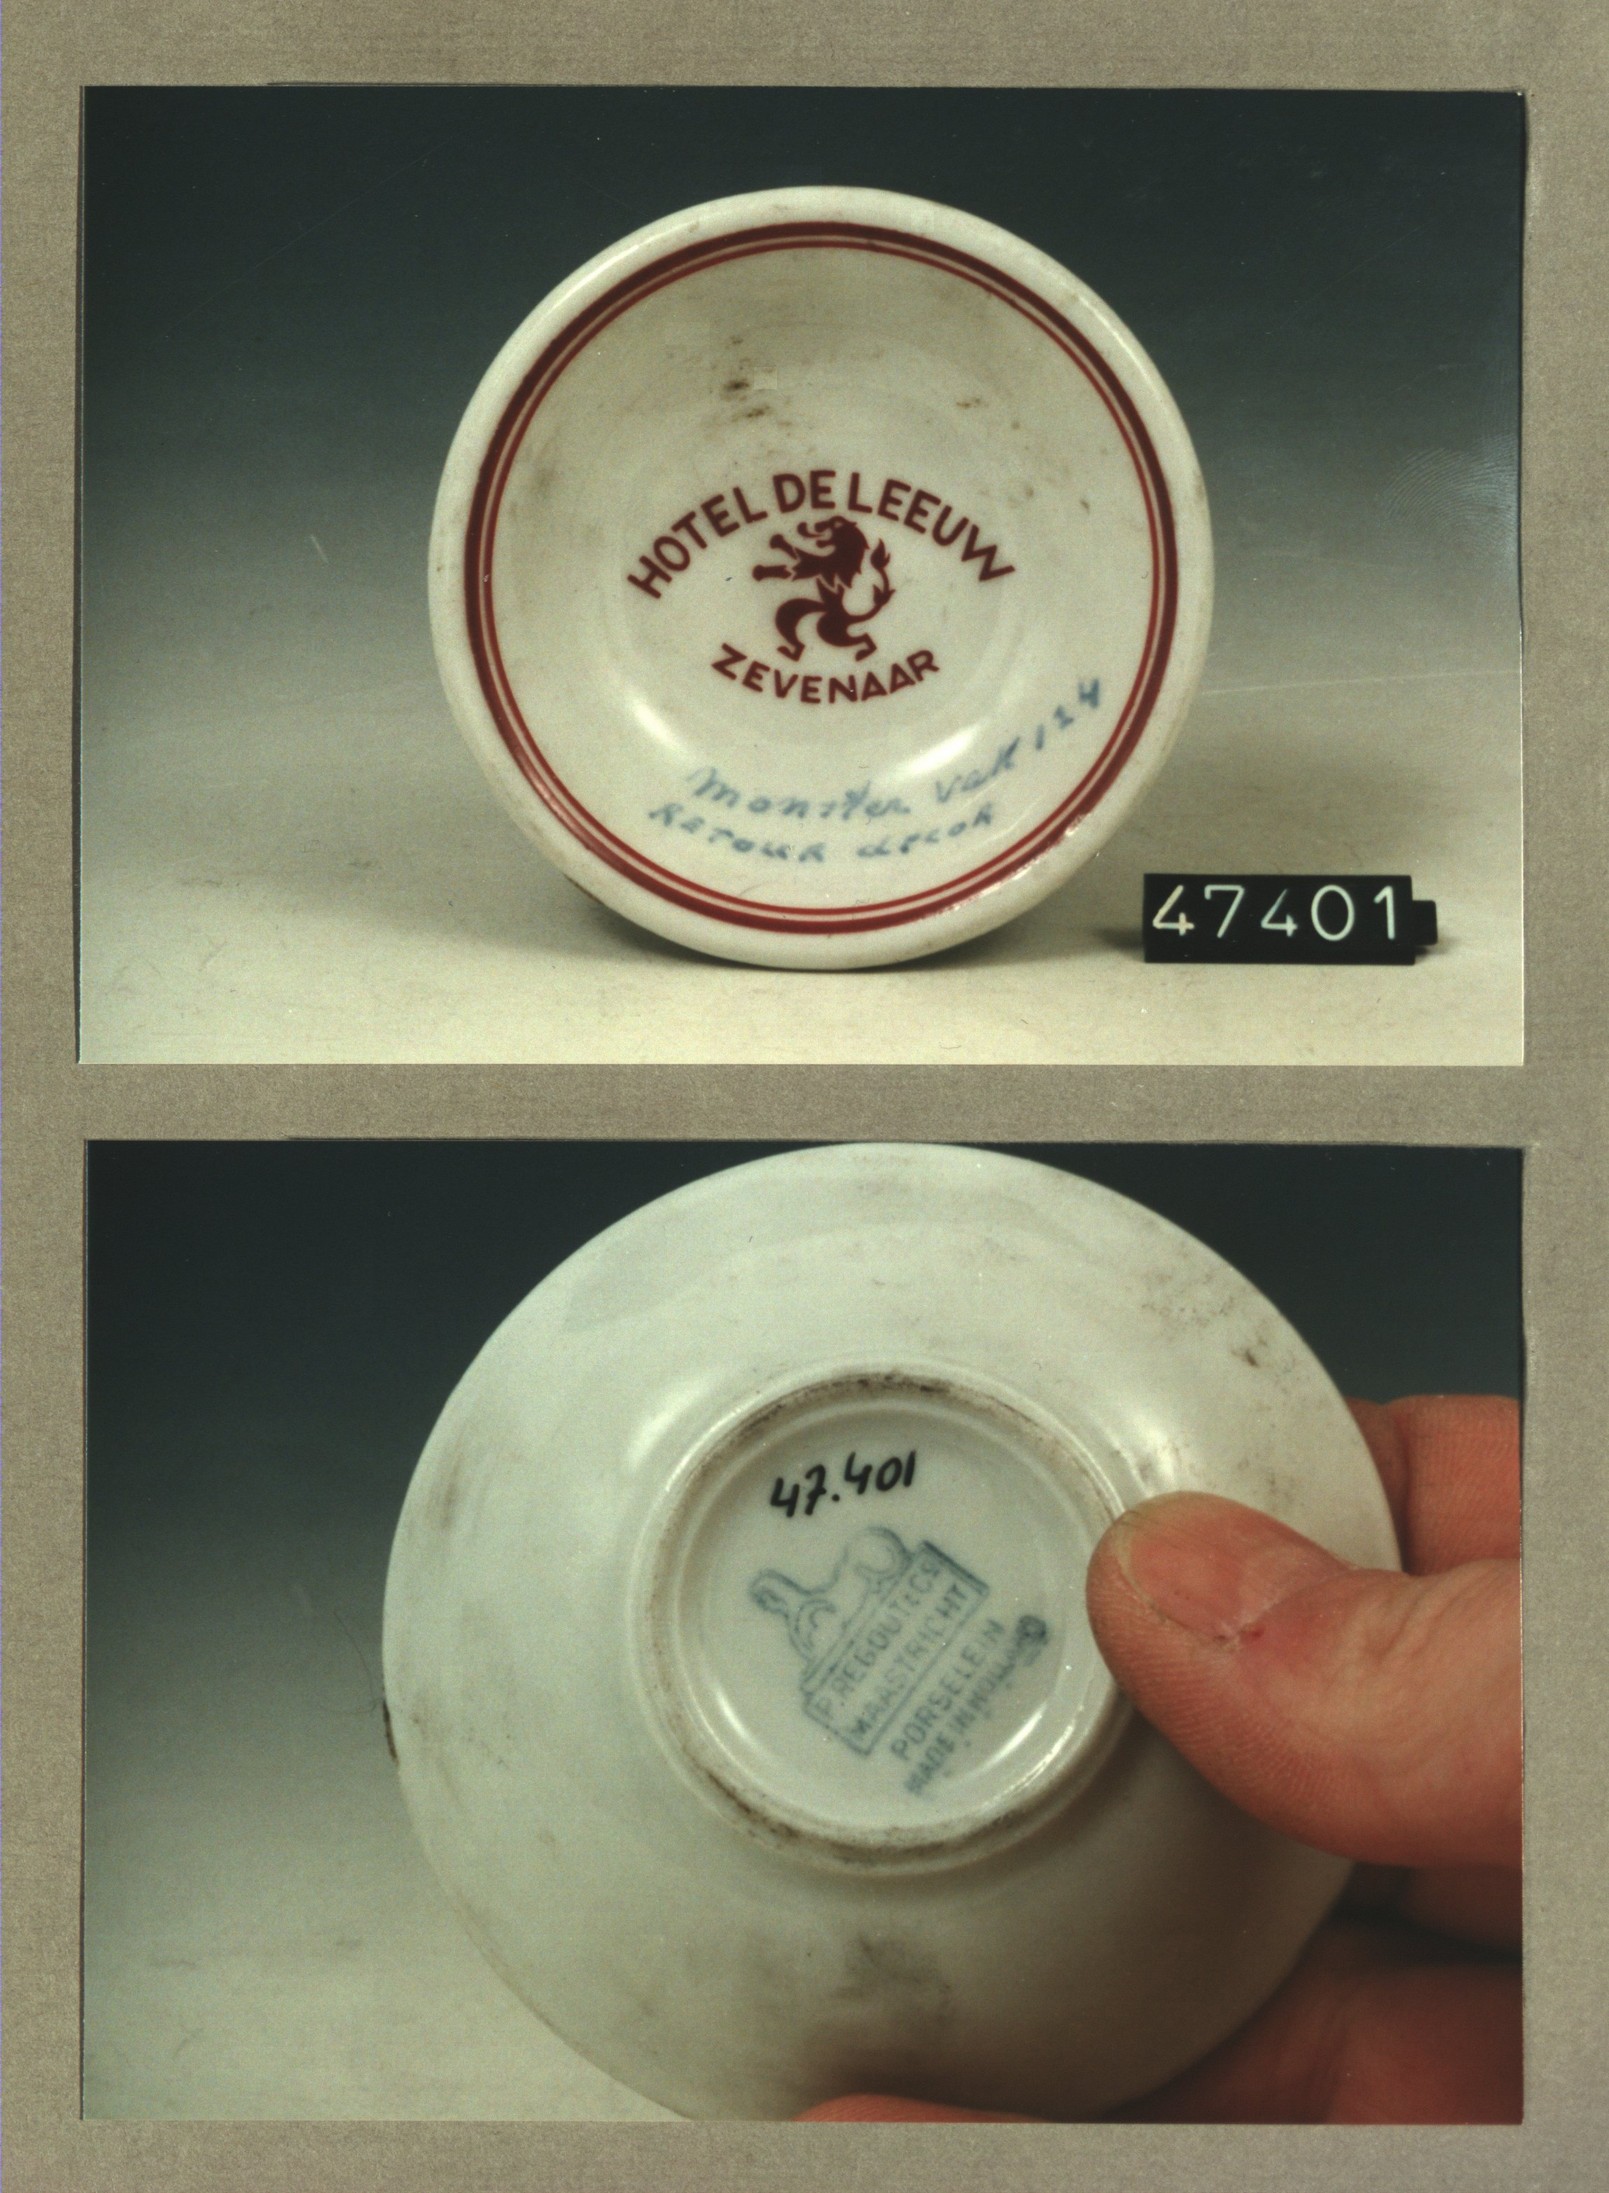 HOTEL DE LEEUW
ZEVENAAR
Monster vak 124
Retour decor
47401
47.401
P. REGOUT & Co.
MAASTRICHT
PORSELEIN
MADE IN HOLLAND